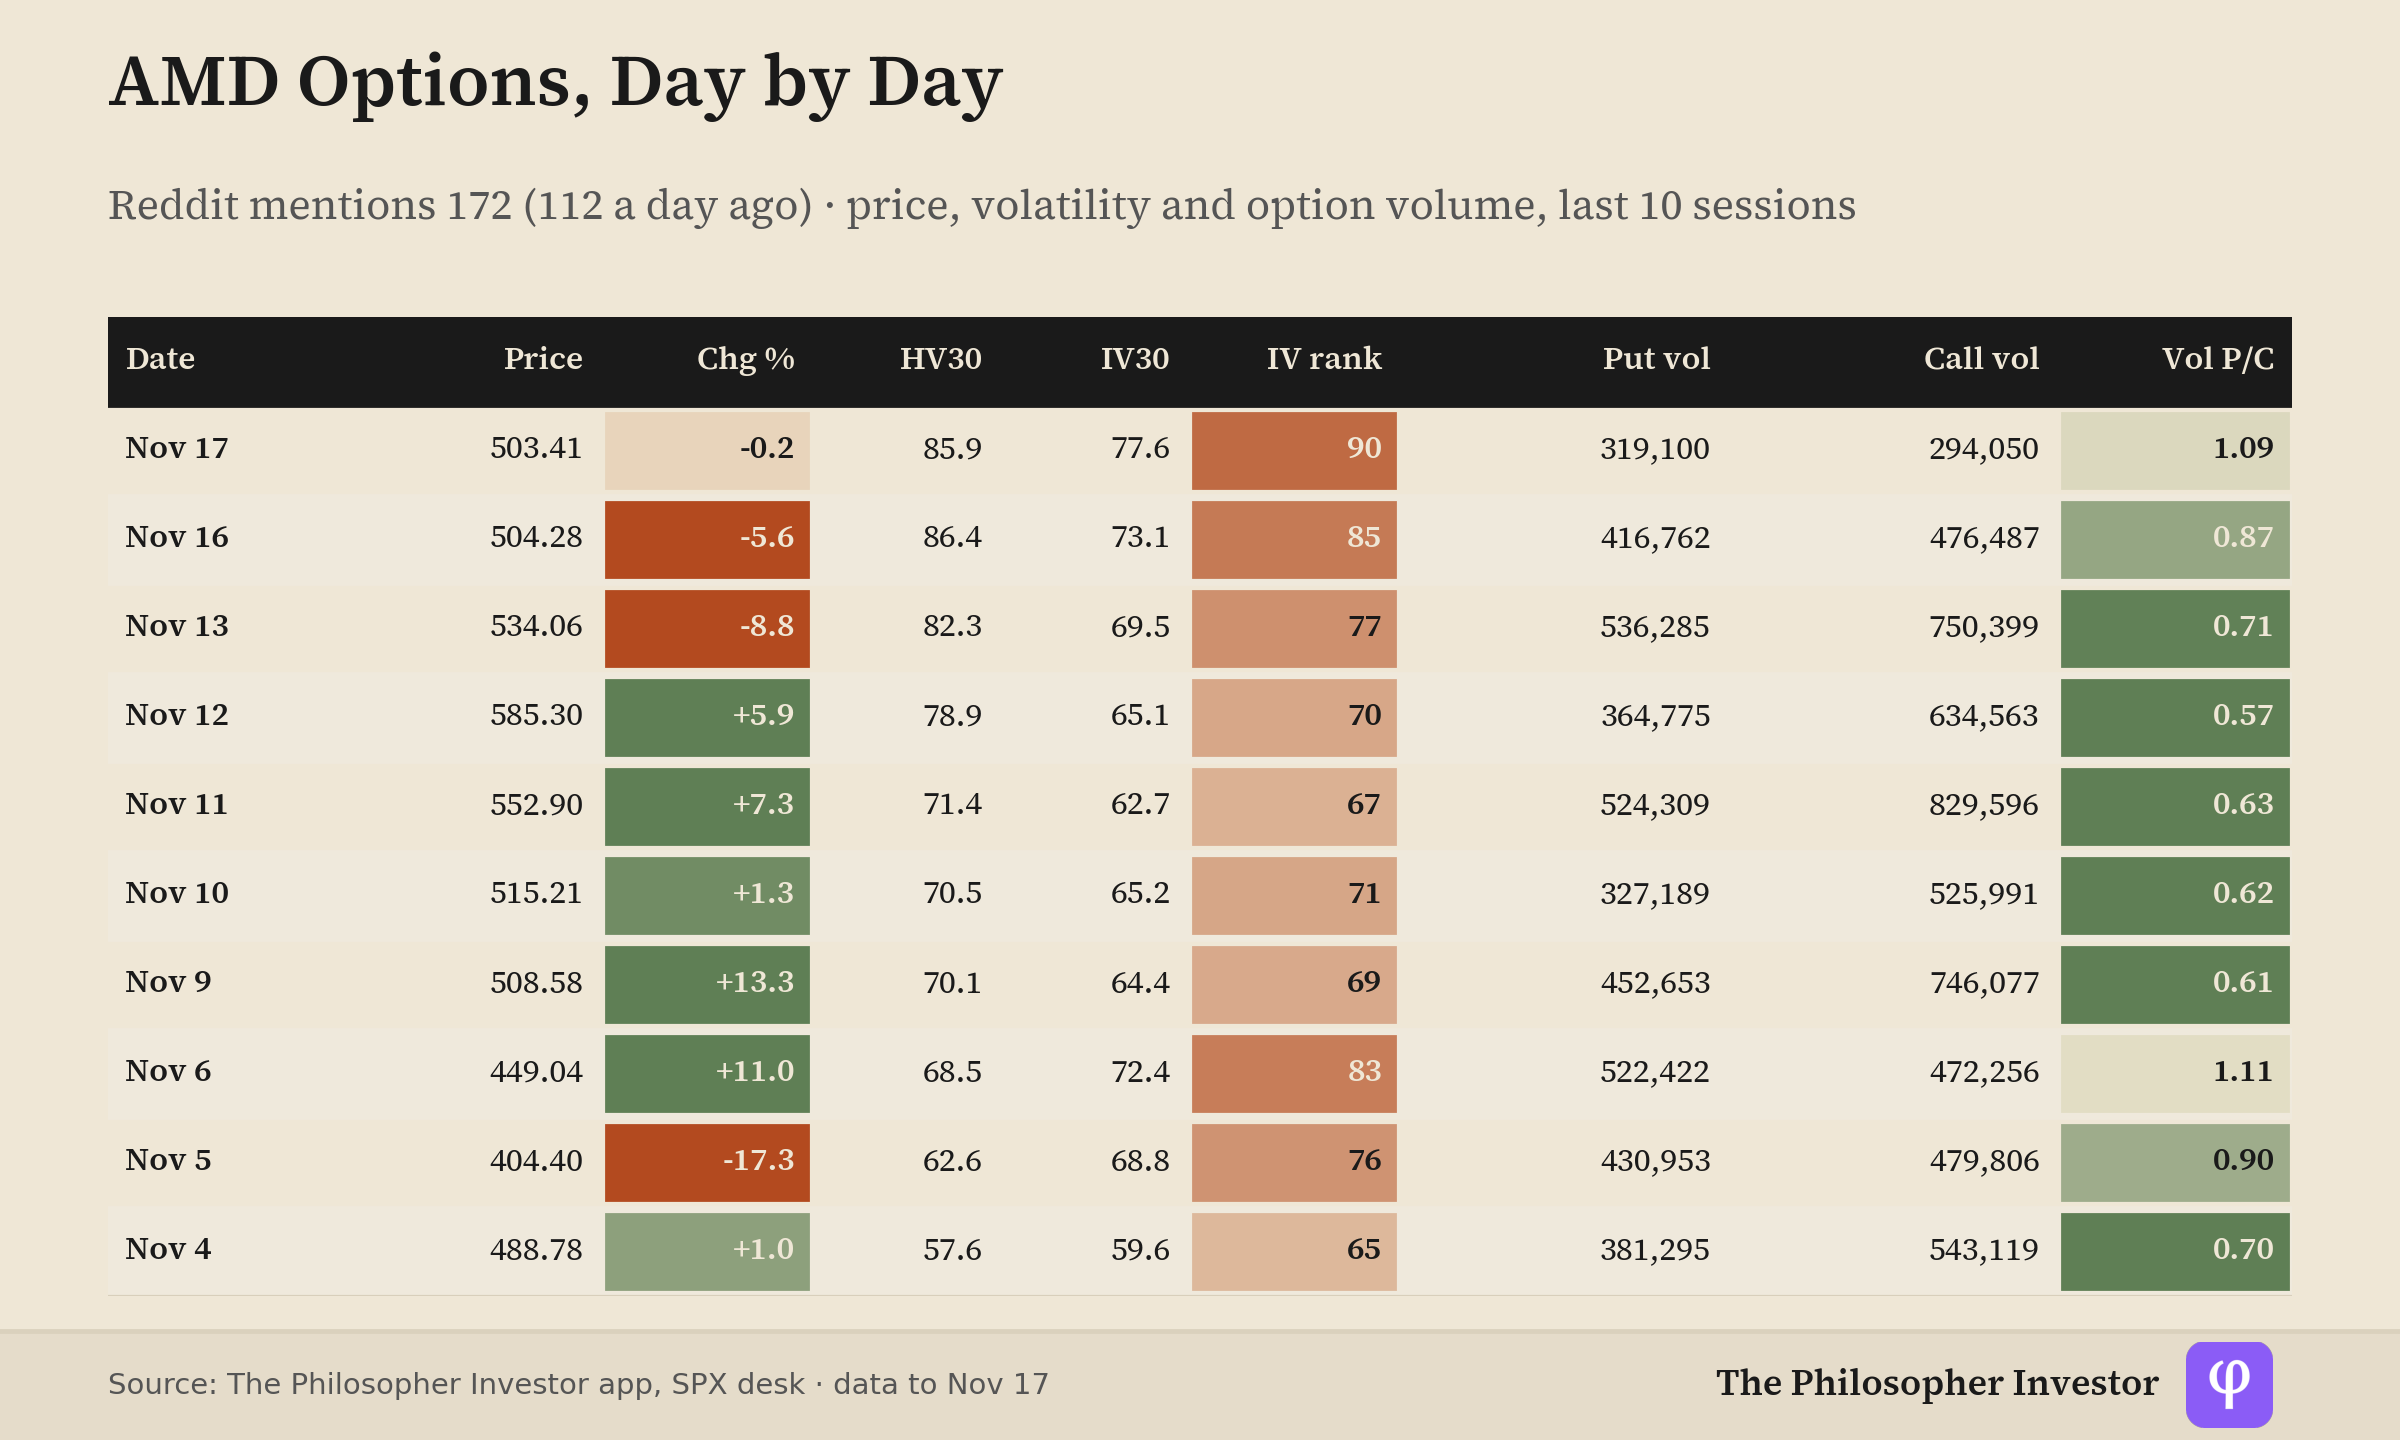 AMD Options, Day by Day
Reddit mentions 172 (112 a day ago) · price, volatility and option volume, last 10 sessions
Date Price Chg % HV30 IV30 IV rank Put vol Call vol Vol P/C
Nov 17 503.41 -0.2 85.9 77.6 90 319,100 294,050 1.09
Nov 16 504.28 -5.6 86.4 73.1 85 416,762 476,487 0.87
Nov 13 534.06 -8.8 82.3 69.5 77 536,285 750,399 0.71
Nov 12 585.30 +5.9 78.9 65.1 70 364,775 634,563 0.57
Nov 11 552.90 +7.3 71.4 62.7 67 524,309 829,596 0.63
Nov 10 515.21 +1.3 70.5 65.2 71 327,189 525,991 0.62
Nov 9 508.58 +13.3 70.1 64.4 69 452,653 746,077 0.61
Nov 6 449.04 +11.0 68.5 72.4 83 522,422 472,256 1.11
Nov 5 404.40 -17.3 62.6 68.8 76 430,953 479,806 0.90
Nov 4 488.78 +1.0 57.6 59.6 65 381,295 543,119 0.70
Source: The Philosopher Investor app, SPX desk · data to Nov 17
The Philosopher Investor φ